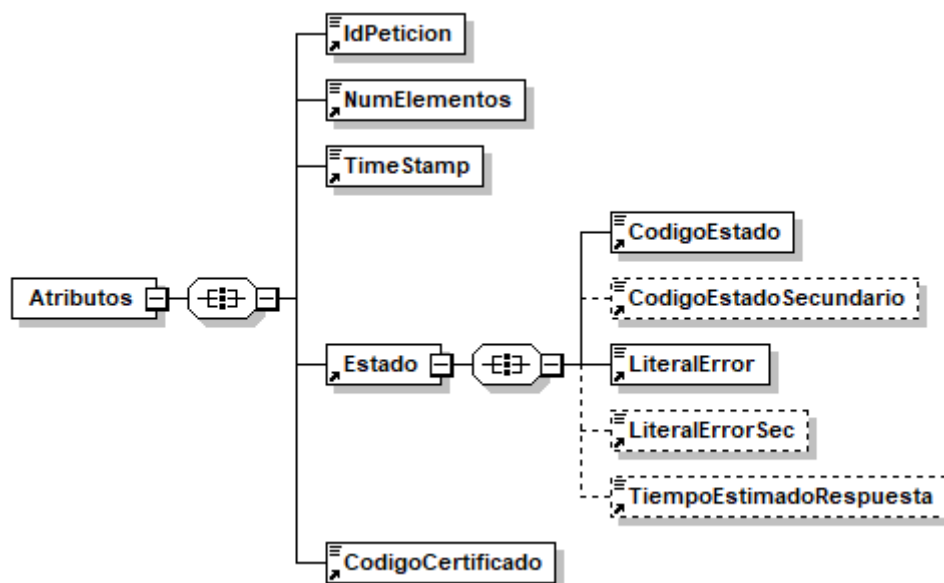 IdPeticion
NumElementos
TimeStamp
CodigoEstado
CodigoEstadoSecundario
Atributos
Estado
LiteralError
LiteralErrorSec
TiempoEstimadoRespuesta
CodigoCertificado